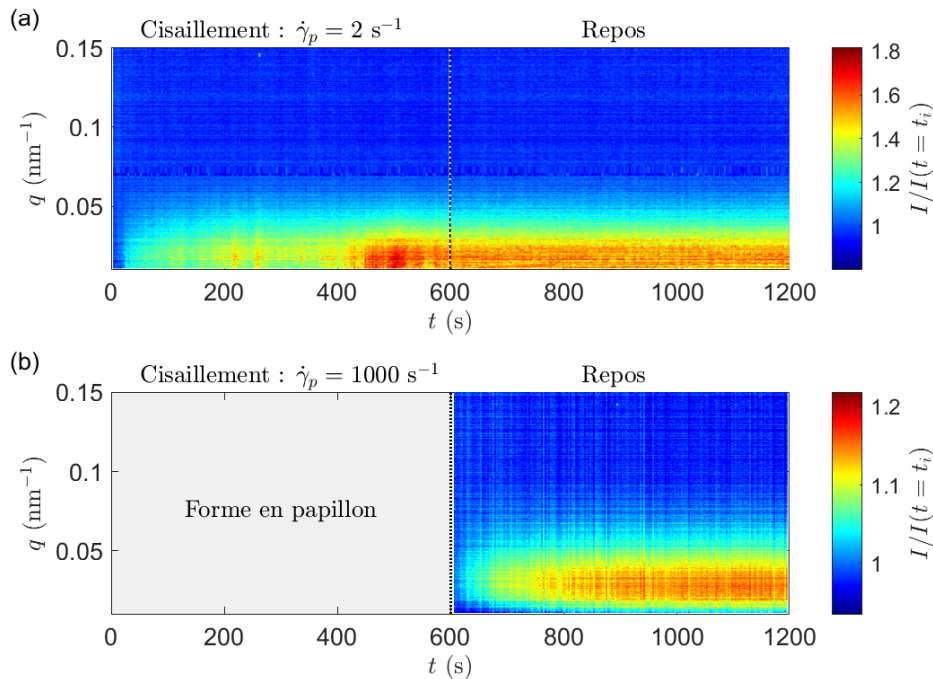 (a)
Cisaillement : γ̇ₚ = 2 s⁻¹
Repos
0.15
0.1
0.05
q (nm⁻¹)
0 200 400 600 800 1000 1200
t (s)
1.8
1.6
1.4
1.2
1
I/I(t = tᵢ)
(b)
Cisaillement : γ̇ₚ = 1000 s⁻¹
Repos
0.15
0.1
0.05
q (nm⁻¹)
Forme en papillon
0 200 400 600 800 1000 1200
t (s)
1.2
1.1
1
I/I(t = tᵢ)